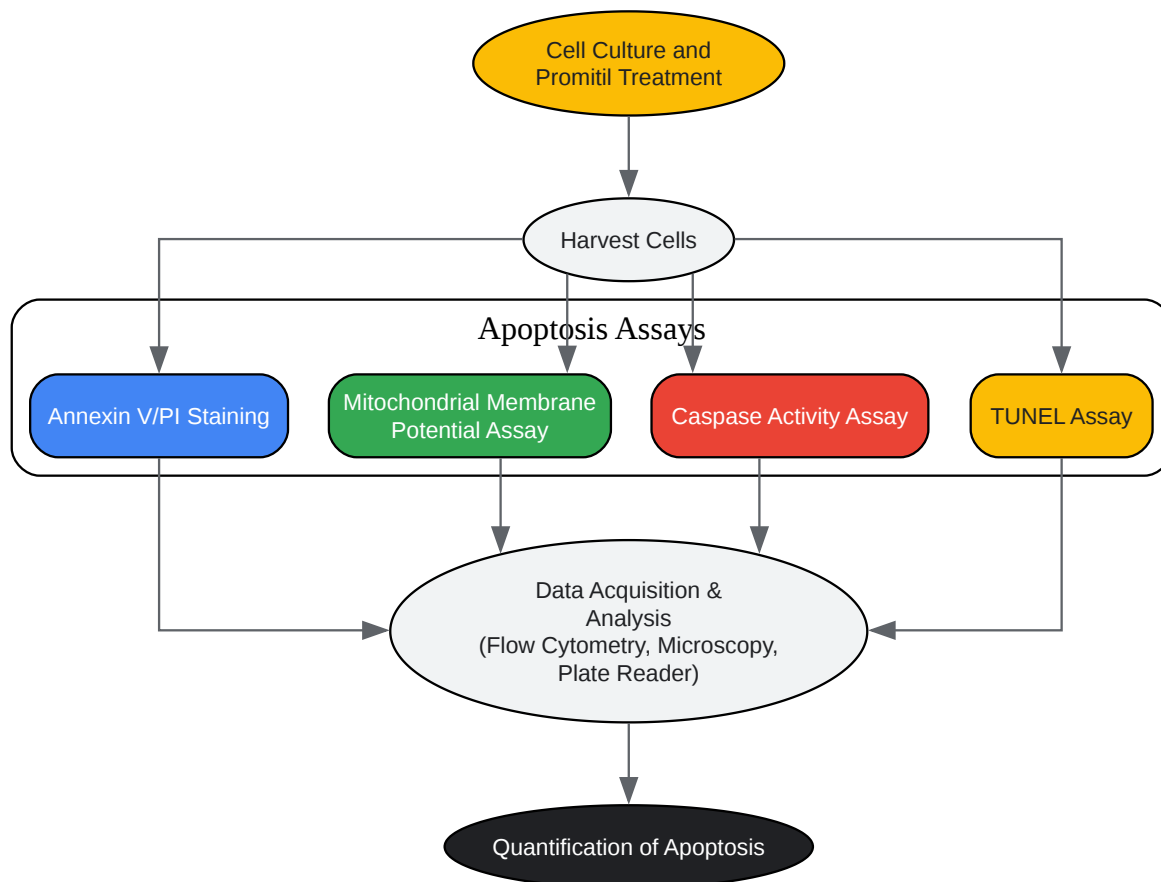 Cell Culture and
Promitil Treatment
Harvest Cells
Apoptosis Assays
Annexin V/PI Staining
Mitochondrial Membrane
Potential Assay
Caspase Activity Assay
TUNEL Assay
Data Acquisition &
Analysis
(Flow Cytometry, Microscopy,
Plate Reader)
Quantification of Apoptosis